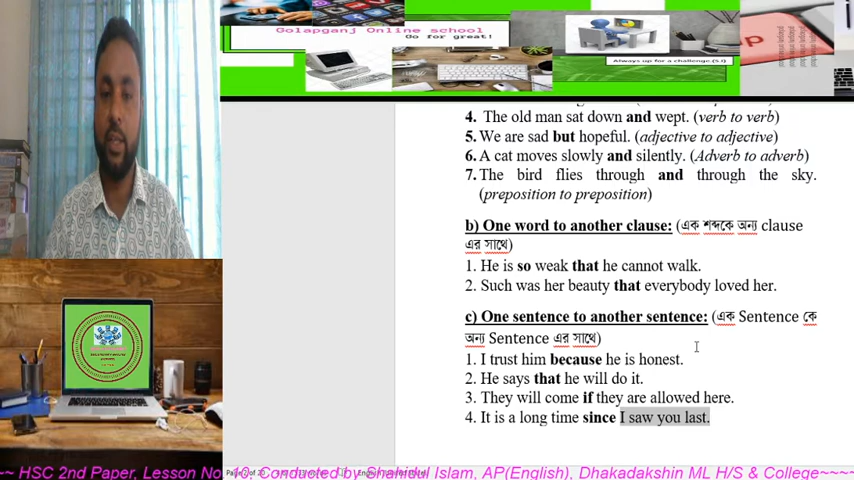 Golapganj Online school
Go for great!
Always up for a challenge.(S.I)
4. The old man sat down and wept. (verb to verb)
5. We are sad but hopeful. (adjective to adjective)
6. A cat moves slowly and silently. (Adverb to adverb)
7. The bird flies through and through the sky.
(preposition to preposition)
b) One word to another clause: (এক শব্দকে অন্য clause
এর সাথে)
1. He is so weak that he cannot walk.
2. Such was her beauty that everybody loved her.
c) One sentence to another sentence: (এক Sentence কে
অন্য Sentence এর সাথে)
1. I trust him because he is honest.
2. He says that he will do it.
3. They will come if they are allowed here.
4. It is a long time since I saw you last.
~~ HSC 2nd Paper, Lesson No 10, Conducted by Shahidul Islam, AP(English), Dhakadakshin ML H/S & College~~~~